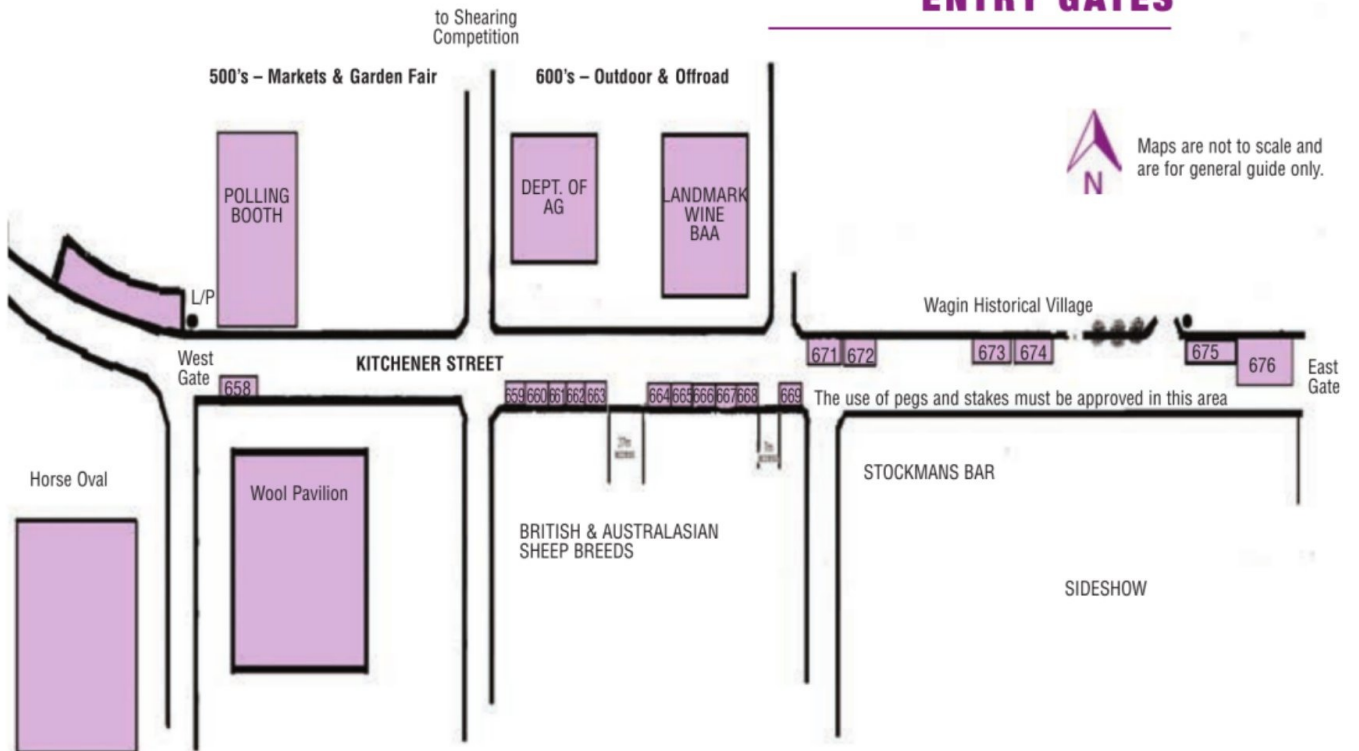 ENTRY GATES
to Shearing
Competition
500's – Markets & Garden Fair
600's – Outdoor & Offroad
Maps are not to scale and
are for general guide only.
N
POLLING
BOOTH
DEPT. OF
AG
LANDMARK
WINE
BAA
L/P
Wagin Historical Village
West
Gate
KITCHENER STREET
671 672
673 674
675
676
East
Gate
658
659 660 661 662 663
664 665 666 667 668
669
The use of pegs and stakes must be approved in this area
Horse Oval
Wool Pavilion
STOCKMANS BAR
BRITISH & AUSTRALASIAN
SHEEP BREEDS
SIDESHOW